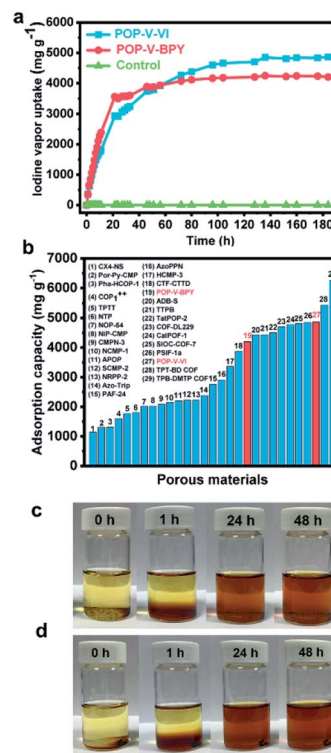 a
Iodine vapor uptake (mg g⁻¹)
6000
5000
4000
3000
2000
1000
0
POP-V-VI
POP-V-BPY
Control
0 20 40 60 80 100 120 140 160 180
Time (h)
b
Adsorption capacity (mg g⁻¹)
7000
6000
5000
4000
3000
2000
1000
0
(1) CX4-NS
(2) Por-Py-CMP
(3) Pha-HCOP-1
(4) COP₁⁺⁺
(5) TPTT
(6) NTP
(7) NOP-54
(8) NiP-CMP
(9) CMPN-3
(10) NCMP-1
(11) APOP
(12) SCMP-2
(13) NRPP-2
(14) Azo-Trip
(15) PAF-24
(16) AzoPPN
(17) HCMP-3
(18) CTF-CTTD
(19) POP-V-BPY
(20) ADB-S
(21) TTPB
(22) TatPOP-2
(23) COF-DL229
(24) CalPOF-1
(25) SIOC-COF-7
(26) PSIF-1a
(27) POP-V-VI
(28) TPT-BD COF
(29) TPB-DMTP COF
1 2 3 4 5 6 7 8 9 10 11 12 13 14 15 16 17 18 19 20 21 22 23 24 25 26 27 28
Porous materials
c
0 h 1 h 24 h 48 h
d
0 h 1 h 24 h 48 h